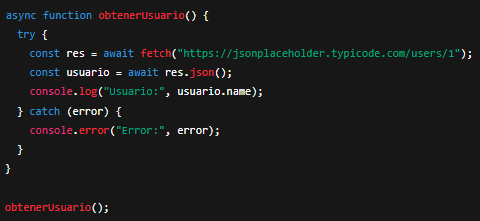 async function obtenerUsuario() {
  try {
    const res = await fetch("https://jsonplaceholder.typicode.com/users/1");
    const usuario = await res.json();
    console.log("Usuario:", usuario.name);
  } catch (error) {
    console.error("Error:", error);
  }
}

obtenerUsuario();